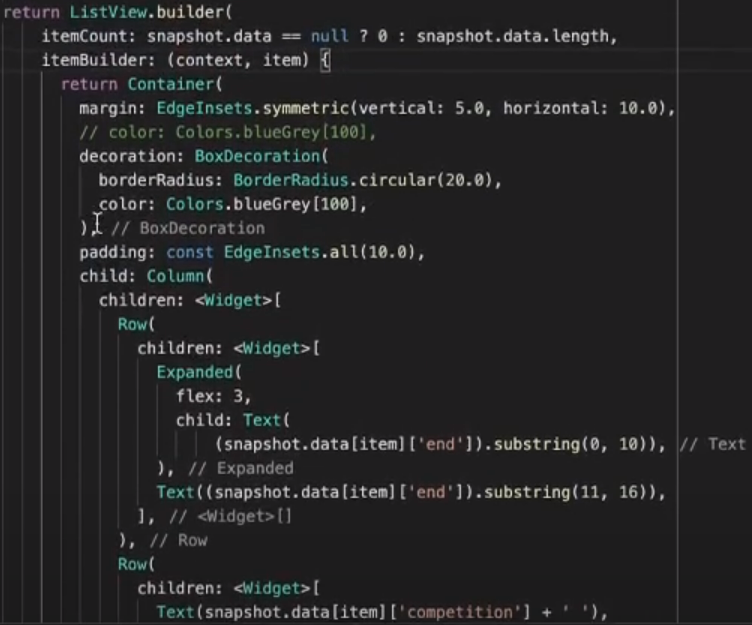 return ListView.builder(
itemCount: snapshot.data == null ? 0 : snapshot.data.length,
itemBuilder: (context, item) {
return Container(
margin: EdgeInsets.symmetric(vertical: 5.0, horizontal: 10.0),
// color: Colors.blueGrey[100],
decoration: BoxDecoration(
borderRadius: BorderRadius.circular(20.0),
color: Colors.blueGrey[100],
), // BoxDecoration
padding: const EdgeInsets.all(10.0),
child: Column(
children: <Widget>[
Row(
children: <Widget>[
Expanded(
flex: 3,
child: Text(
(snapshot.data[item]['end']).substring(0, 10)), // Text
), // Expanded
Text((snapshot.data[item]['end']).substring(11, 16)),
], // <Widget>[]
), // Row
Row(
children: <Widget>[
Text(snapshot.data[item]['competition'] + ' '),